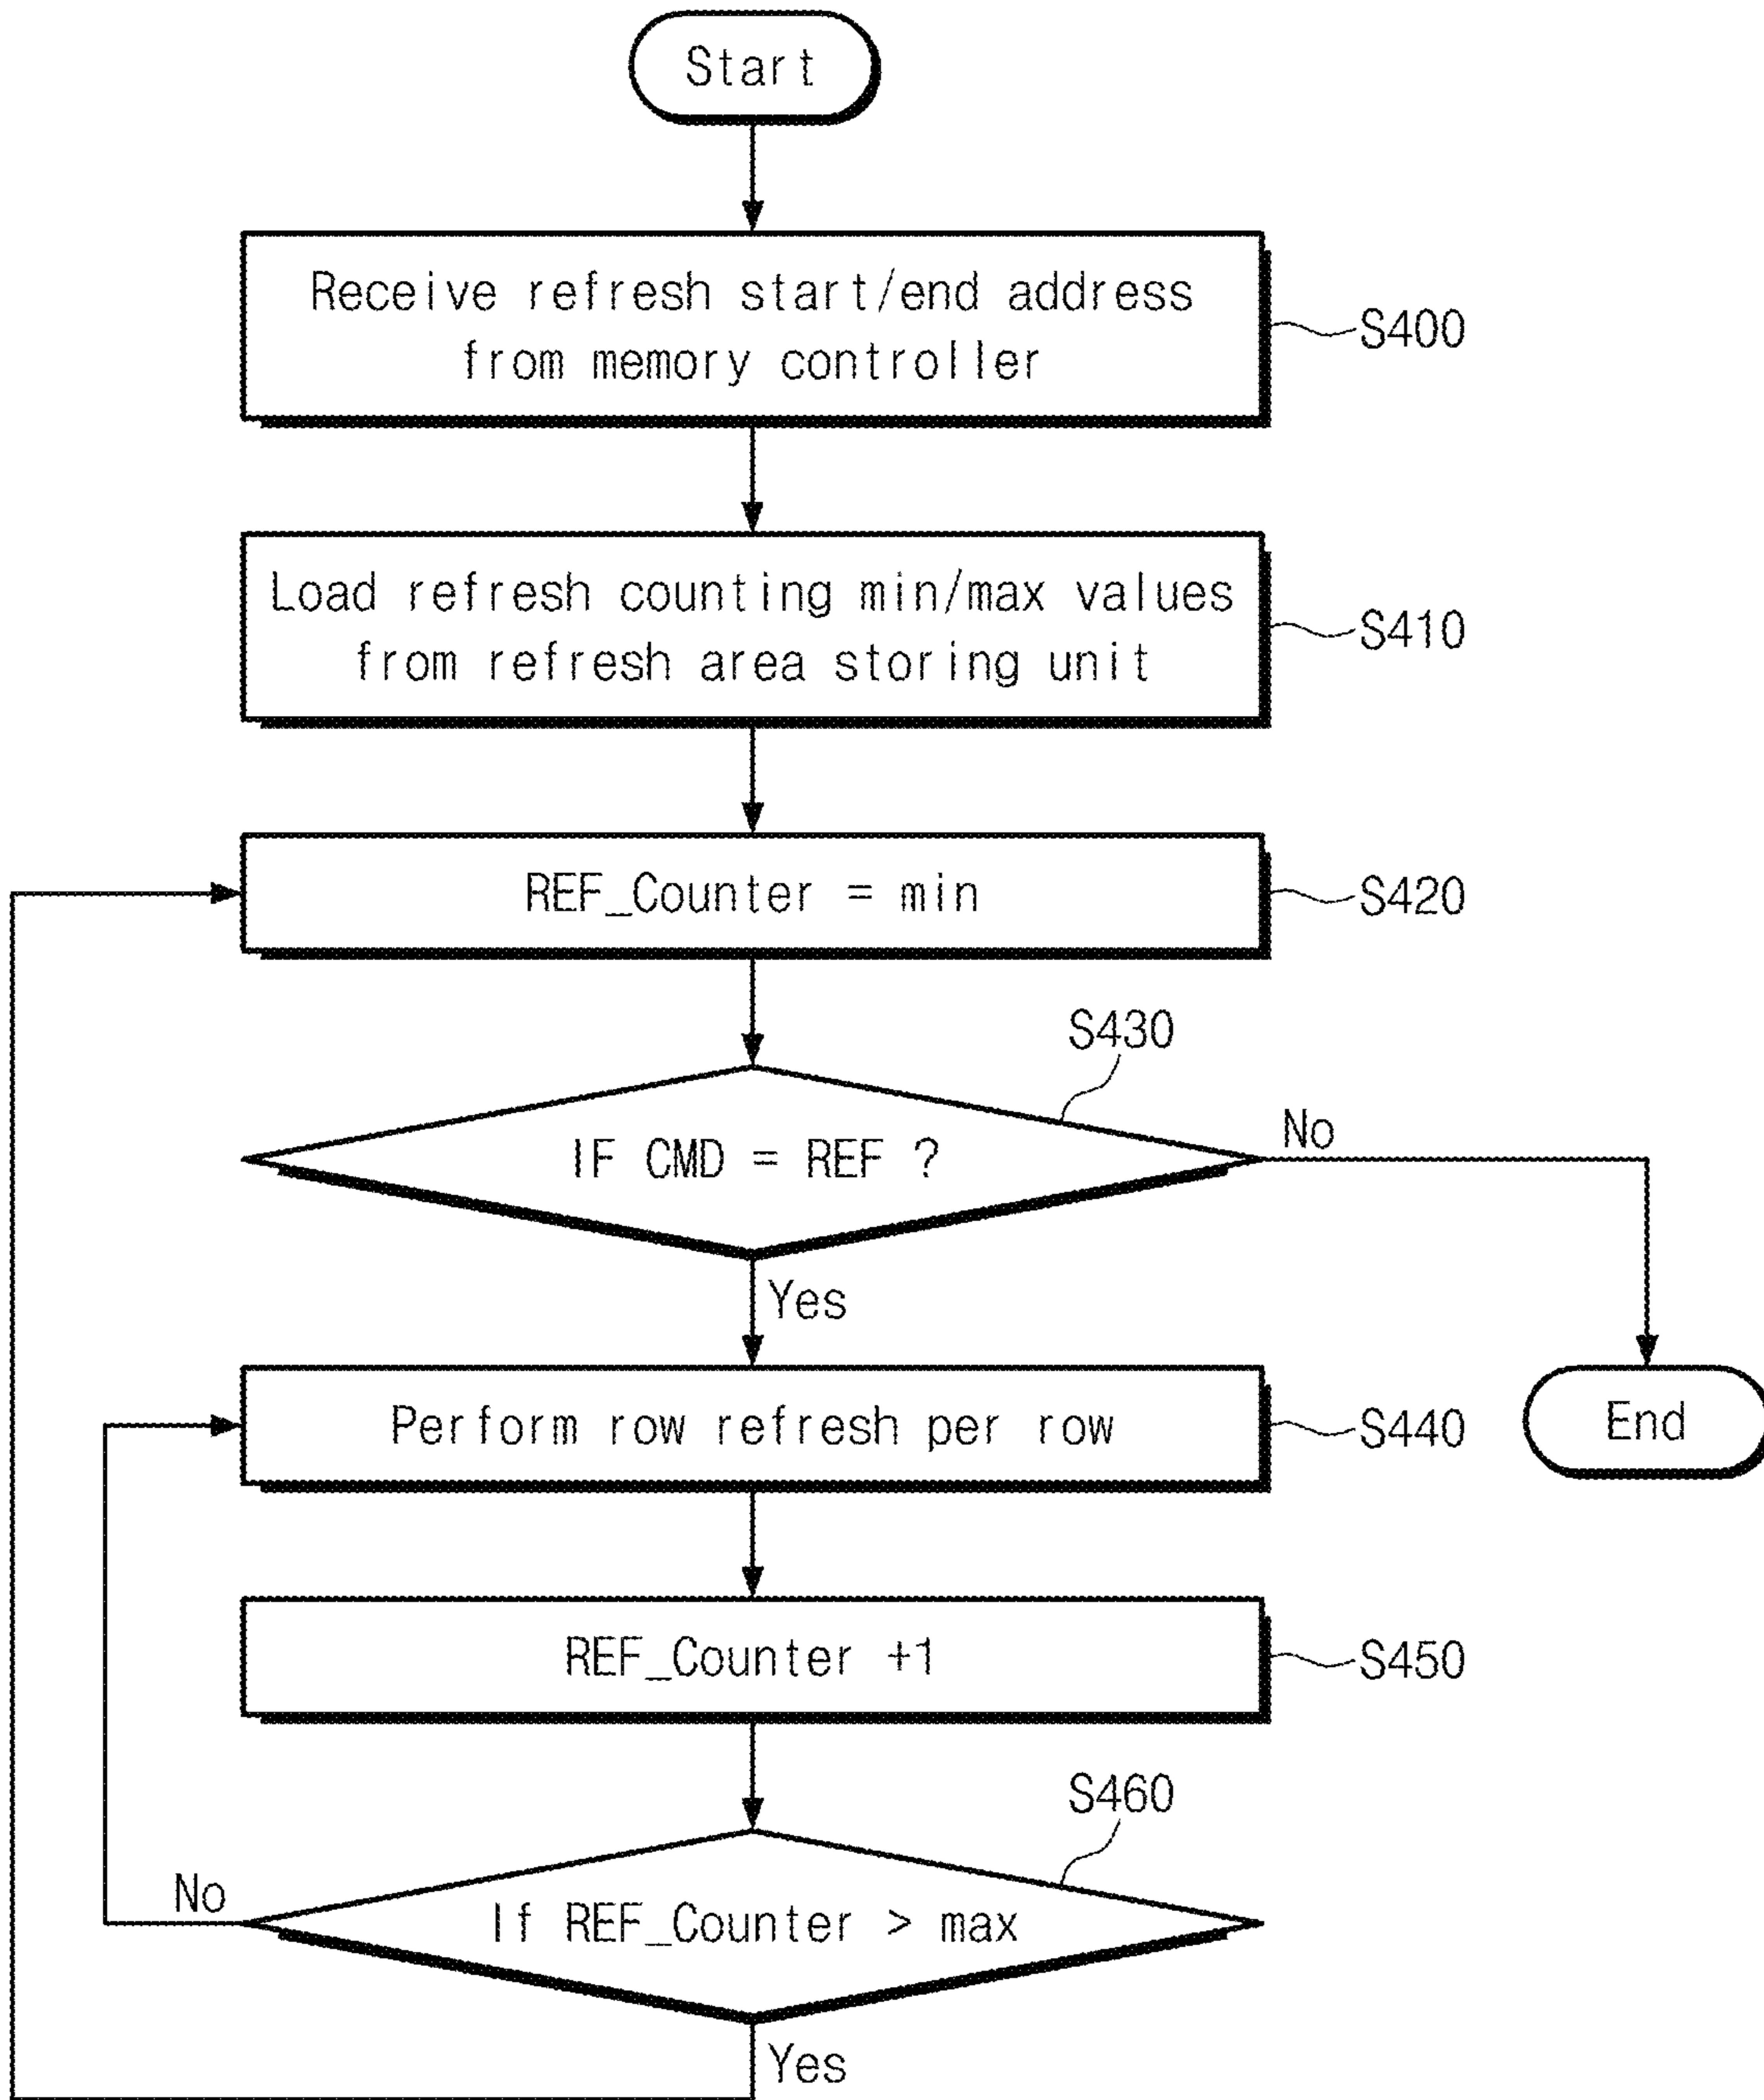 Start
Receive refresh start/end address
from memory controller
S400
Load refresh counting min/max values
from refresh area storing unit
S410
REF_Counter = min
S420
S430
IF CMD = REF ?
No
Yes
Perform row refresh per row
S440
End
REF_Counter +1
S450
S460
No
If REF_Counter > max
Yes